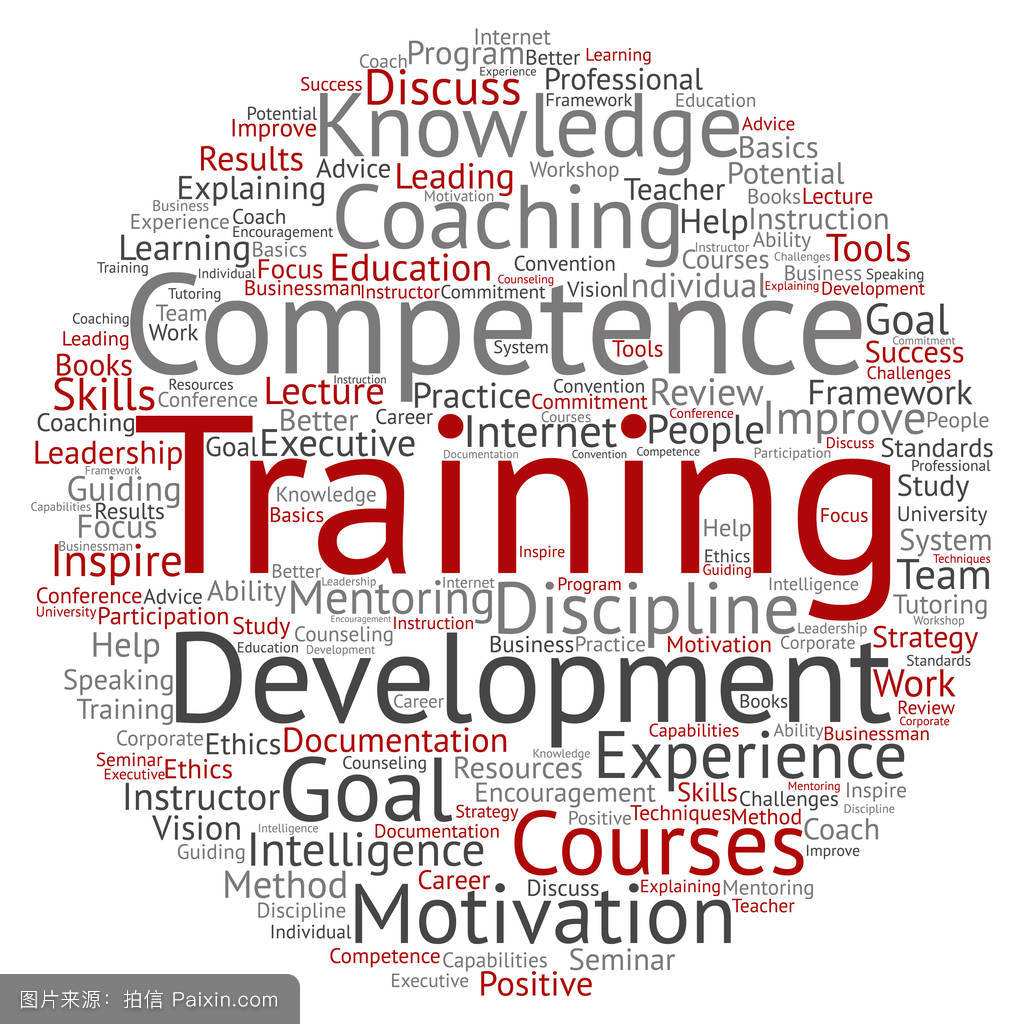 Internet
Coach Program Better Learning
Experience
Success Discuss Professional
Framework Education
Potential Knowledge
Improve Advice
Results Advice Leading Workshop Basics
Potential
Explaining Motivation Teacher Books Lecture
Business Coaching
Experience Coach Help Instruction
Encouragement
Learning Basics Instructor Ability Tools
Training Individual Focus Education Convention Courses Challenges
Counseling Business Speaking
Businessman Instructor Commitment Vision Individual Explaining Development
Tutoring
Coaching Team Competence Goal
Leading Work System Tools Commitment
Success
Books Challenges
Skills Resources Lecture Instruction Practice Convention Review Framework
Conference Commitment
Better Career Courses Conference Improve People
Coaching Training
Leadership Goal Executive Internet People Discuss Standards
Documentation Convention Competence Participation
Framework Professional
Guiding Knowledge Study
Capabilities Results Basics Focus University
Focus Help
Businessman System
Inspire Inspire Ethics Techniques
Better Guiding Team
Leadership Internet Program Intelligence
Conference Advice Ability Mentoring Discipline Tutoring
University Participation Encouragement Workshop
Study Counseling Instruction Leadership Strategy
Help Education Development Business Practice Motivation Corporate
Standards
Speaking Development Work
Training Career Books Review
Corporate
Corporate Ethics Documentation Capabilities Ability Businessman
Seminar Knowledge Experience
Executive Ethics Counseling Resources
Mentoring
Instructor Goal Encouragement Skills Challenges Inspire
Strategy Positive Techniques Method Discipline
Vision Intelligence Documentation Courses Coach
Guiding Intelligence Improve
Method Career Discuss Explaining Mentoring
Discipline Motivation Teacher
Individual
Competence Capabilities Seminar
Executive Positive
图片来源：拍信 Paixin.com